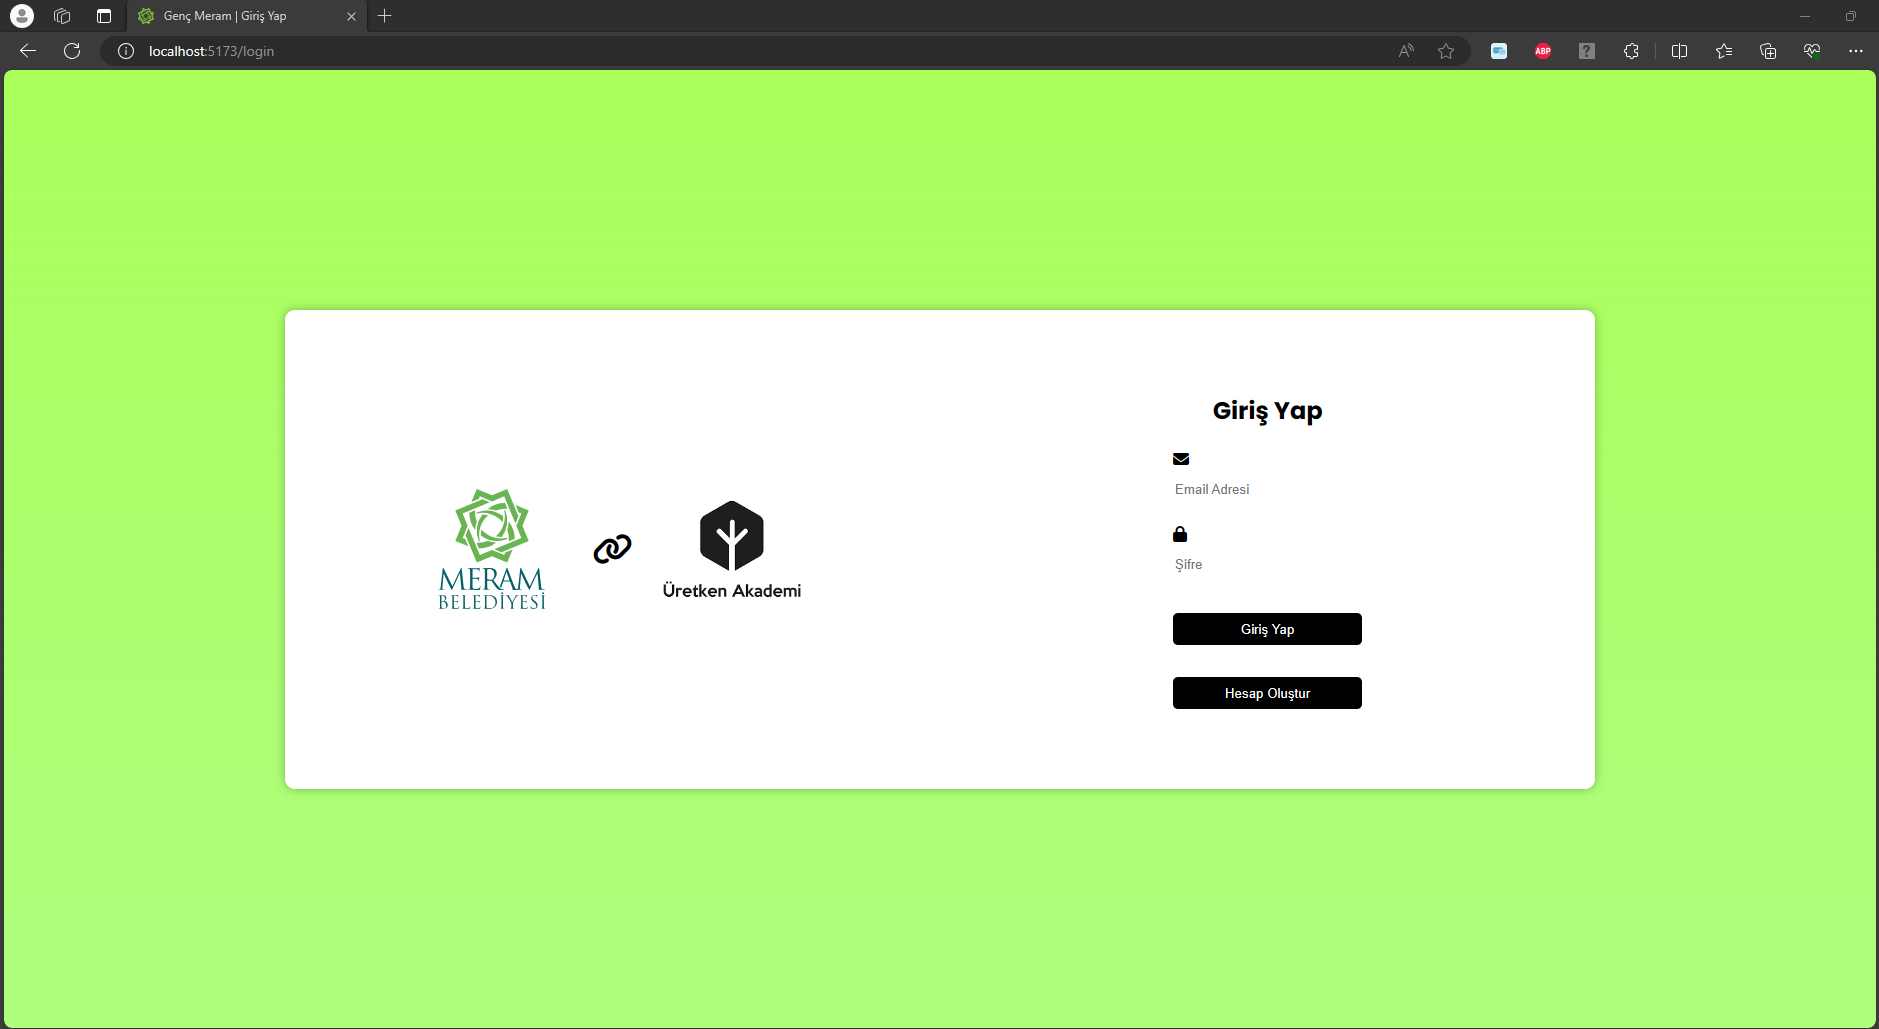 Genç Meram | Giriş Yap
localhost:5173/login
ABP
Giriş Yap
Email Adresi
Şifre
Giriş Yap
Hesap Oluştur
MERAM
BELEDİYESİ
Üretken Akademi